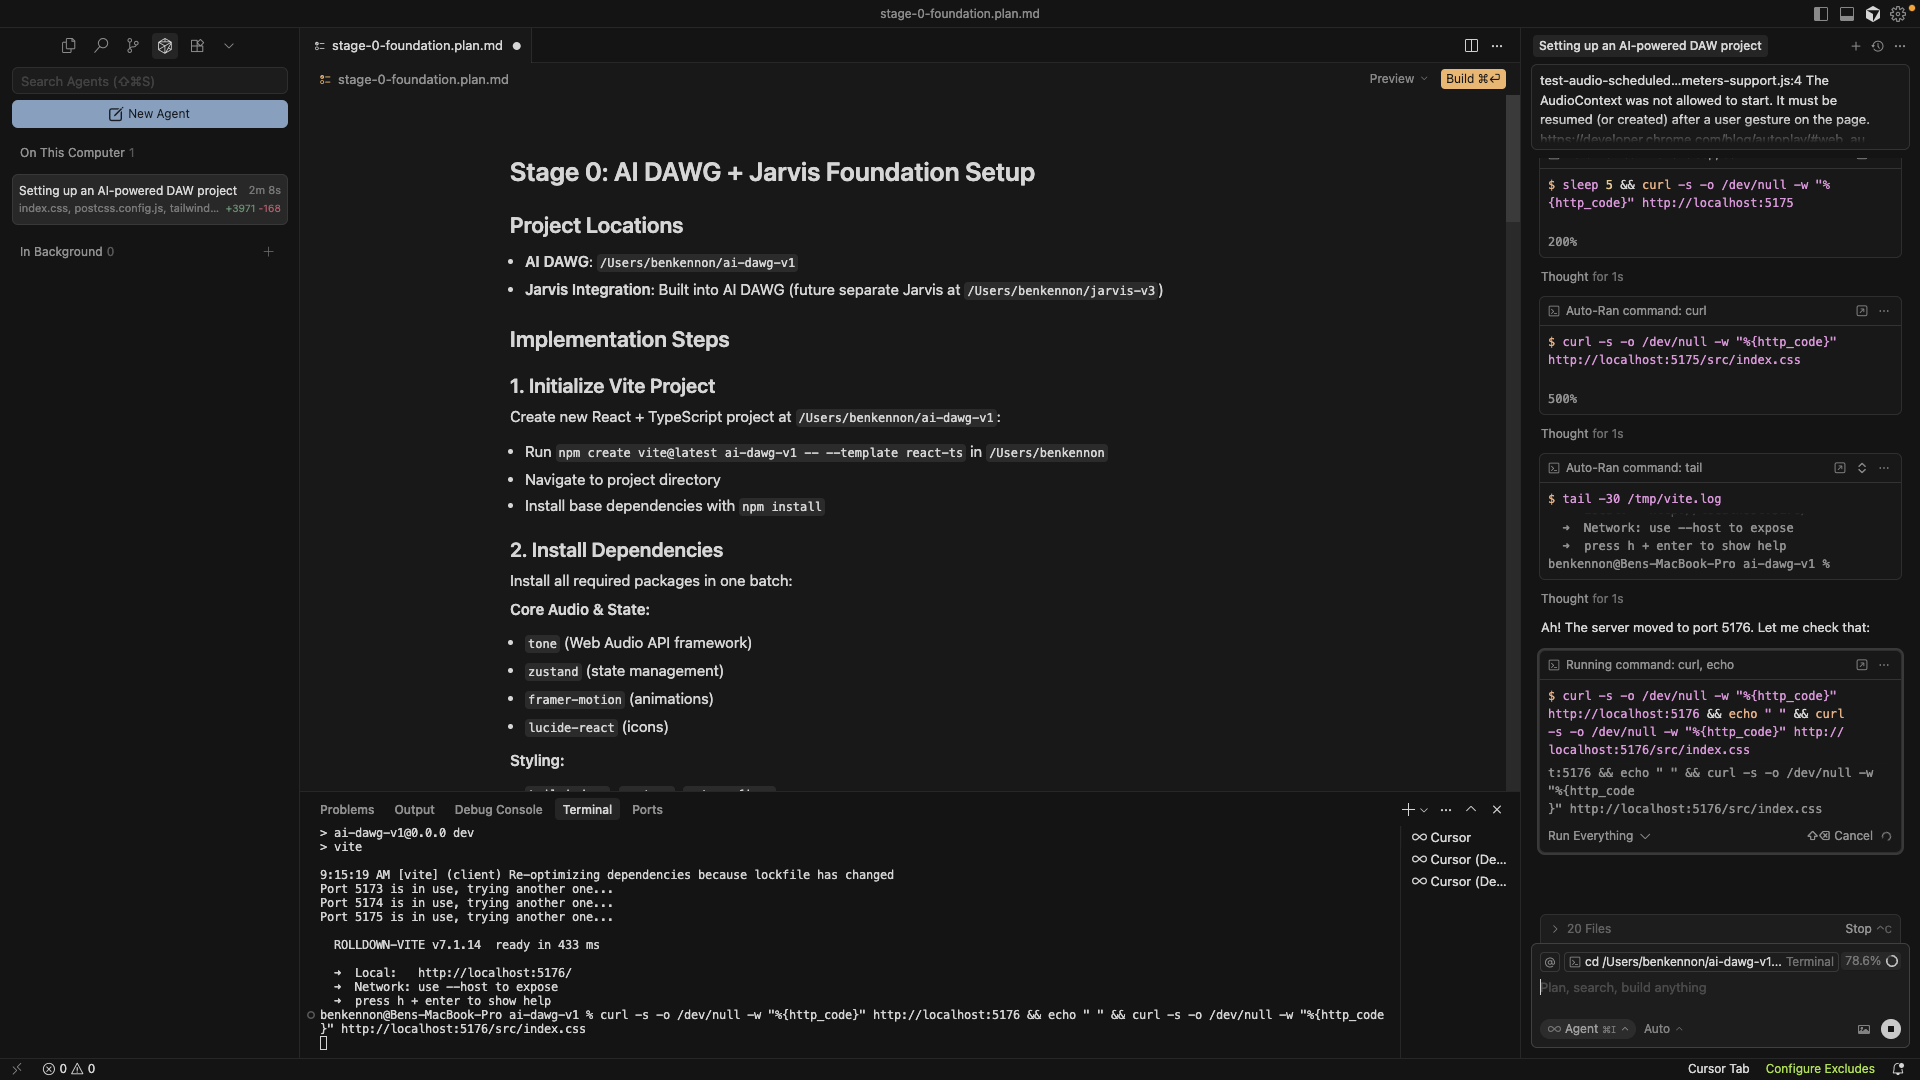 stage-0-foundation.plan.md
Search Agents (⇧⌘S)
New Agent
On This Computer 1
Setting up an AI-powered DAW project 2m 8s
index.css, postcss.config.js, tailwind... +3971 -168
In Background 0
stage-0-foundation.plan.md
stage-0-foundation.plan.md
Preview
Build ⌘⏎
Stage 0: AI DAWG + Jarvis Foundation Setup
Project Locations
• AI DAWG: /Users/benkennon/ai-dawg-v1
• Jarvis Integration: Built into AI DAWG (future separate Jarvis at /Users/benkennon/jarvis-v3)
Implementation Steps
1. Initialize Vite Project
Create new React + TypeScript project at /Users/benkennon/ai-dawg-v1:
• Run npm create vite@latest ai-dawg-v1 -- --template react-ts in /Users/benkennon
• Navigate to project directory
• Install base dependencies with npm install
2. Install Dependencies
Install all required packages in one batch:
Core Audio & State:
• tone (Web Audio API framework)
• zustand (state management)
• framer-motion (animations)
• lucide-react (icons)
Styling:
Problems Output Debug Console Terminal Ports
> ai-dawg-v1@0.0.0 dev
> vite
9:15:19 AM [vite] (client) Re-optimizing dependencies because lockfile has changed
Port 5173 is in use, trying another one...
Port 5174 is in use, trying another one...
Port 5175 is in use, trying another one...
ROLLDOWN-VITE v7.1.14 ready in 433 ms
➜ Local: http://localhost:5176/
➜ Network: use --host to expose
➜ press h + enter to show help
benkennon@Bens-MacBook-Pro ai-dawg-v1 % curl -s -o /dev/null -w "%{http_code}" http://localhost:5176 && echo " " && curl -s -o /dev/null -w "%{http_code
}" http://localhost:5176/src/index.css
Cursor
Cursor (De...
Cursor (De...
Setting up an AI-powered DAW project
test-audio-scheduled...meters-support.js:4 The
AudioContext was not allowed to start. It must be
resumed (or created) after a user gesture on the page.
https://developer.chrome.com/blog/autoplay/#web_au
$ sleep 5 && curl -s -o /dev/null -w "%
{http_code}" http://localhost:5175
200%
Thought for 1s
Auto-Ran command: curl
$ curl -s -o /dev/null -w "%{http_code}"
http://localhost:5175/src/index.css
500%
Thought for 1s
Auto-Ran command: tail
$ tail -30 /tmp/vite.log
➜ Network: use --host to expose
➜ press h + enter to show help
benkennon@Bens-MacBook-Pro ai-dawg-v1 %
Thought for 1s
Ah! The server moved to port 5176. Let me check that:
Running command: curl, echo
$ curl -s -o /dev/null -w "%{http_code}"
http://localhost:5176 && echo " " && curl
-s -o /dev/null -w "%{http_code}" http://
localhost:5176/src/index.css
t:5176 && echo " " && curl -s -o /dev/null -w
"%{http_code
}" http://localhost:5176/src/index.css
Run Everything
⇧⌫ Cancel
20 Files
Stop ^C
@ cd /Users/benkennon/ai-dawg-v1... Terminal 78.6%
Plan, search, build anything
Agent ⌘I
Auto
0 0
Cursor Tab
Configure Excludes